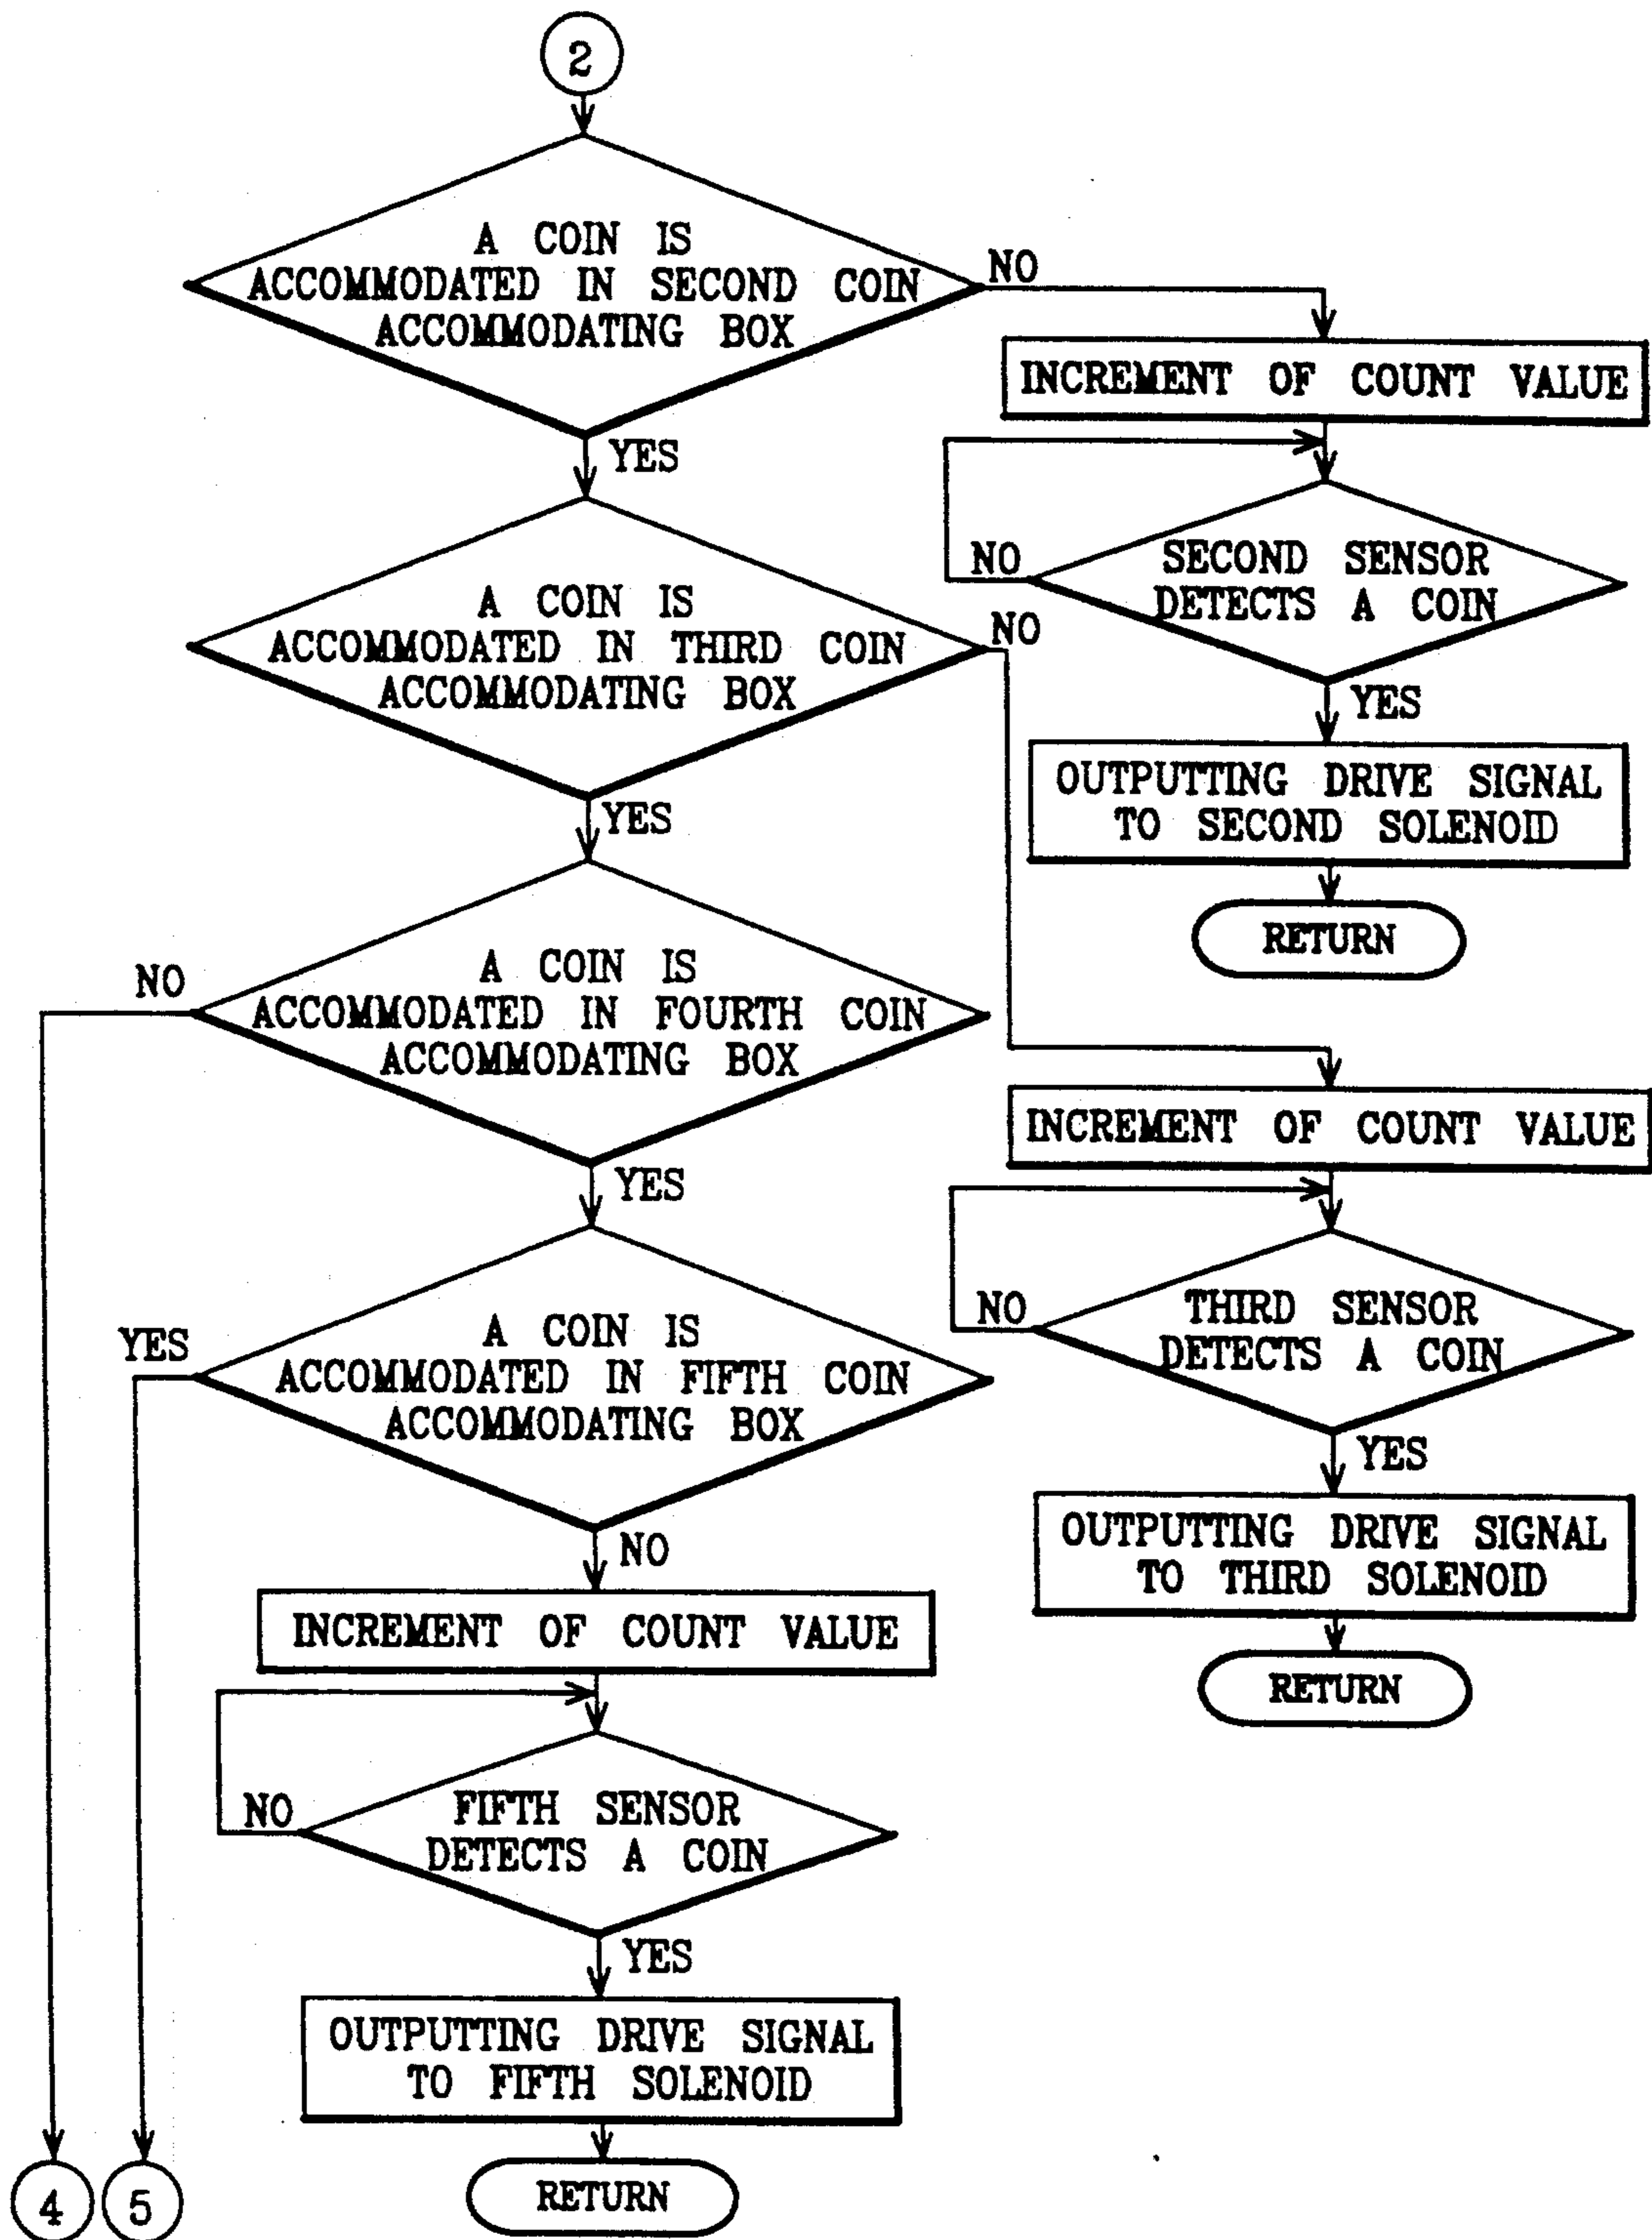 2
A COIN IS
ACCOMMODATED IN SECOND COIN
ACCOMMODATING BOX
NO
INCREMENT OF COUNT VALUE
YES
SECOND SENSOR
DETECTS A COIN
NO
YES
OUTPUTTING DRIVE SIGNAL
TO SECOND SOLENOID
RETURN
A COIN IS
ACCOMMODATED IN THIRD COIN
ACCOMMODATING BOX
NO
YES
INCREMENT OF COUNT VALUE
THIRD SENSOR
DETECTS A COIN
NO
YES
OUTPUTTING DRIVE SIGNAL
TO THIRD SOLENOID
RETURN
A COIN IS
ACCOMMODATED IN FOURTH COIN
ACCOMMODATING BOX
NO
YES
A COIN IS
ACCOMMODATED IN FIFTH COIN
ACCOMMODATING BOX
YES
NO
INCREMENT OF COUNT VALUE
FIFTH SENSOR
DETECTS A COIN
NO
YES
OUTPUTTING DRIVE SIGNAL
TO FIFTH SOLENOID
RETURN
4
5